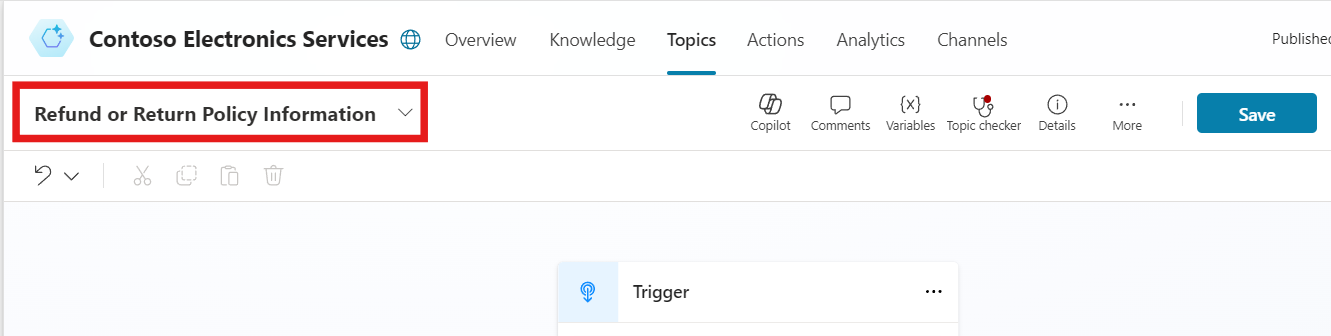 Contoso Electronics Services Overview Knowledge Topics Actions Analytics Channels Published
Refund or Return Policy Information Copilot Comments Variables Topic checker Details More Save
Trigger